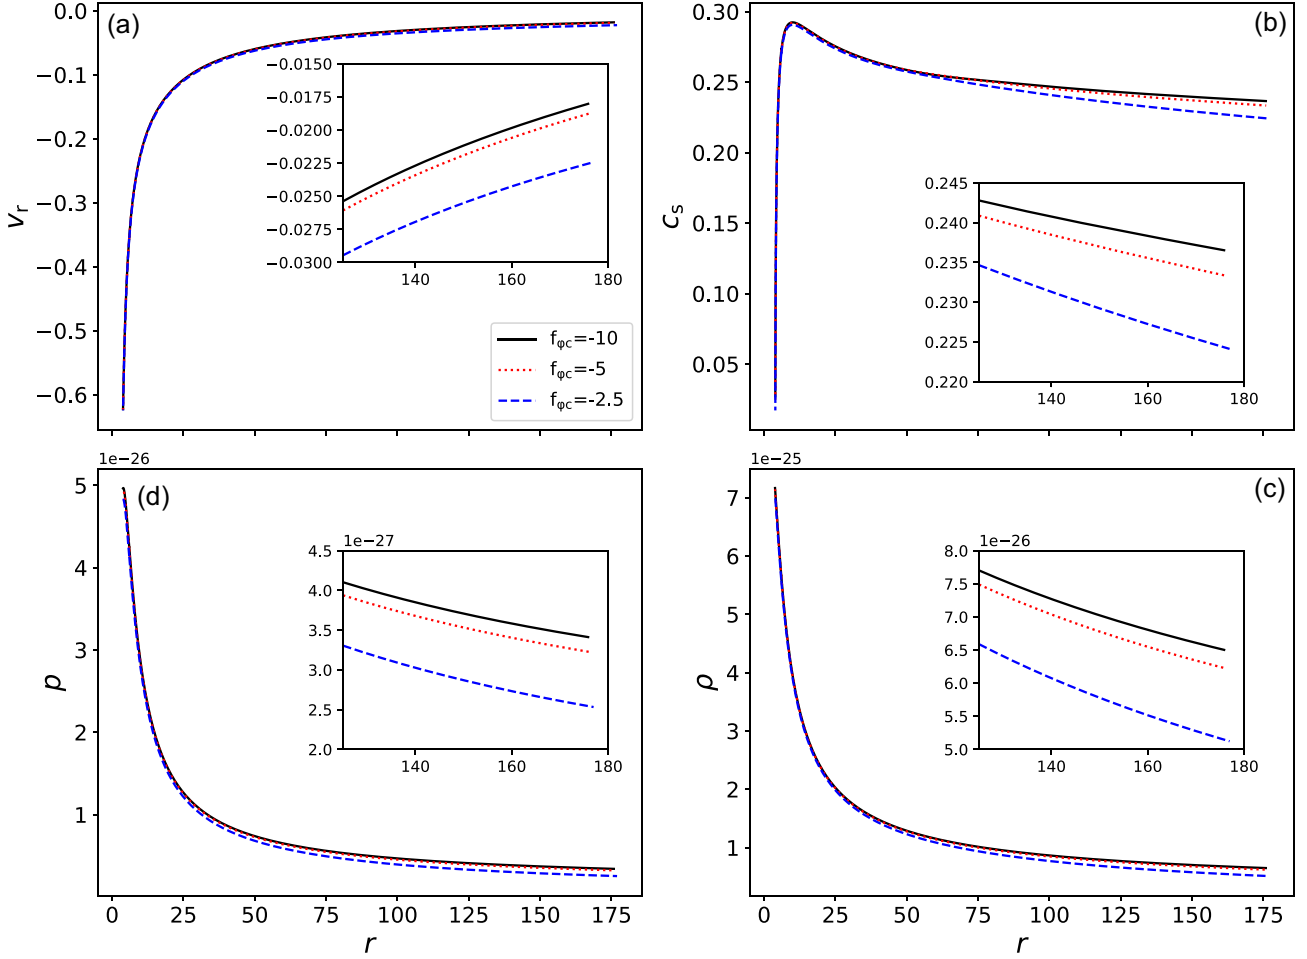 (a)
0.0
−0.1
−0.2
−0.3
−0.4
−0.5
−0.6
v_r
−0.0150
−0.0175
−0.0200
−0.0225
−0.0250
−0.0275
−0.0300
140 160 180
f_φc=-10
f_φc=-5
f_φc=-2.5
(b)
0.30
0.25
0.20
0.15
0.10
0.05
c_s
0.245
0.240
0.235
0.230
0.225
0.220
140 160 180
1e−26
(d)
5
4
3
2
1
p
1e−27
4.5
4.0
3.5
3.0
2.5
2.0
140 160 180
0 25 50 75 100 125 150 175
r
1e−25
(c)
7
6
5
4
3
2
1
ρ
1e−26
8.0
7.5
7.0
6.5
6.0
5.5
5.0
140 160 180
0 25 50 75 100 125 150 175
r